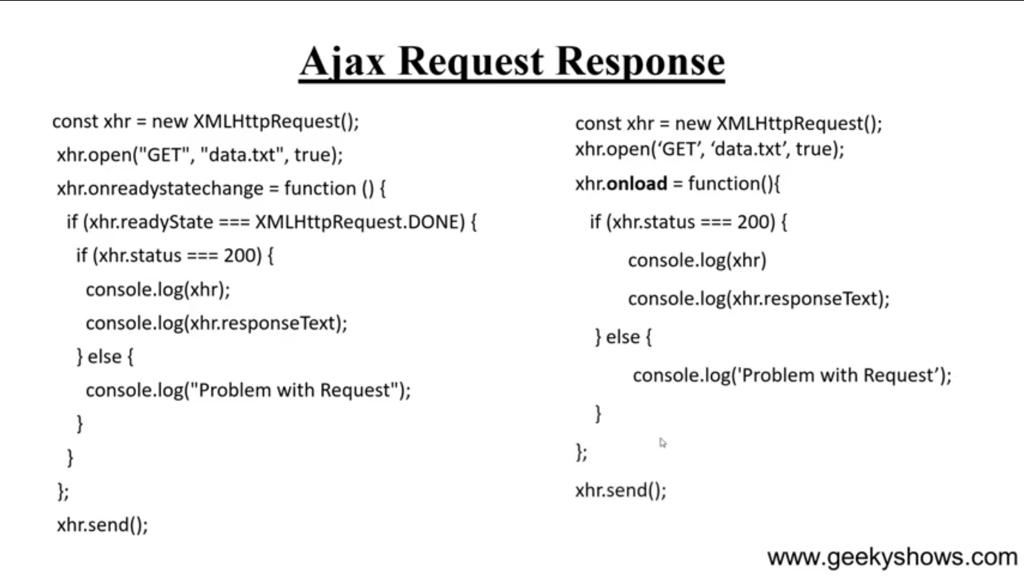 Ajax Request Response
const xhr = new XMLHttpRequest();
xhr.open("GET", "data.txt", true);
xhr.onreadystatechange = function () {
if (xhr.readyState === XMLHttpRequest.DONE) {
if (xhr.status === 200) {
console.log(xhr);
console.log(xhr.responseText);
} else {
console.log("Problem with Request");
}
}
};
xhr.send();
const xhr = new XMLHttpRequest();
xhr.open(‘GET’, ‘data.txt’, true);
xhr.onload = function(){
if (xhr.status === 200) {
console.log(xhr)
console.log(xhr.responseText);
} else {
console.log('Problem with Request’);
}
};
xhr.send();
www.geekyshows.com